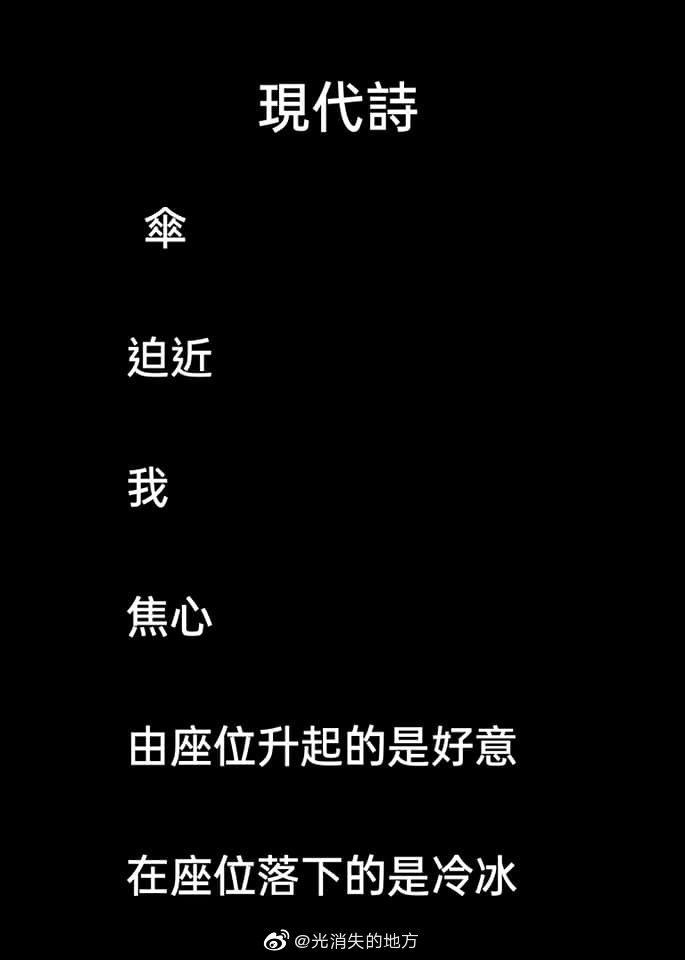 現代詩
傘
迫近
我
焦心
由座位升起的是好意
在座位落下的是冷冰
@光消失的地方